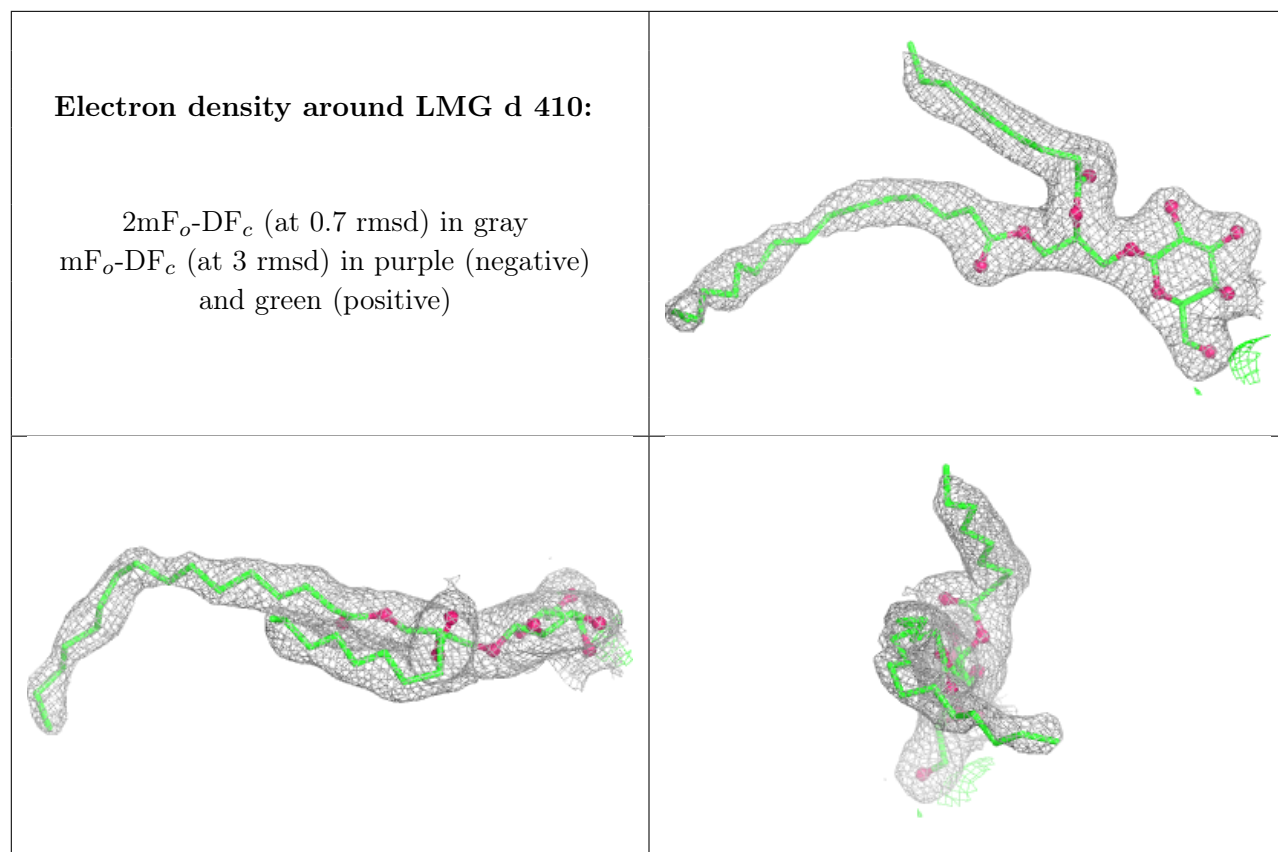 Electron density around LMG d 410:
2mFo-DFc (at 0.7 rmsd) in gray
mFo-DFc (at 3 rmsd) in purple (negative)
and green (positive)